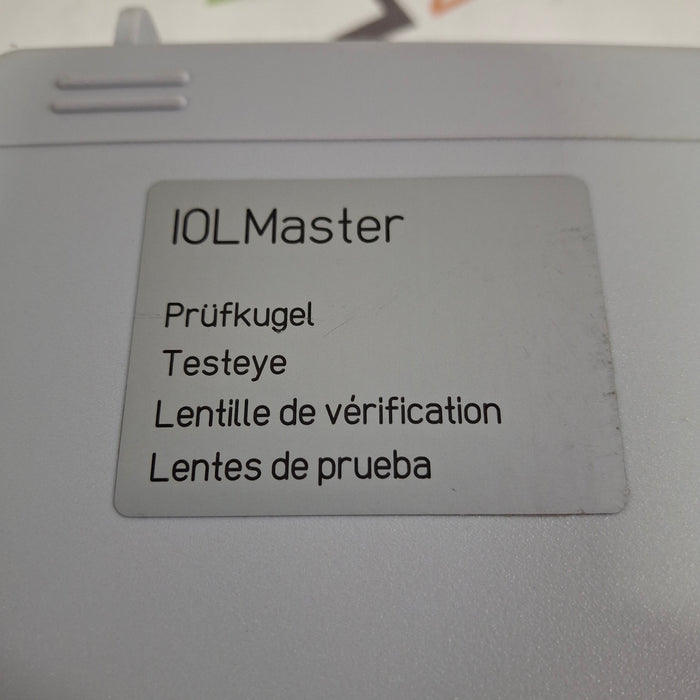 IOLMaster
Prüfkugel
Testeye
Lentille de vérification
Lentes de prueba